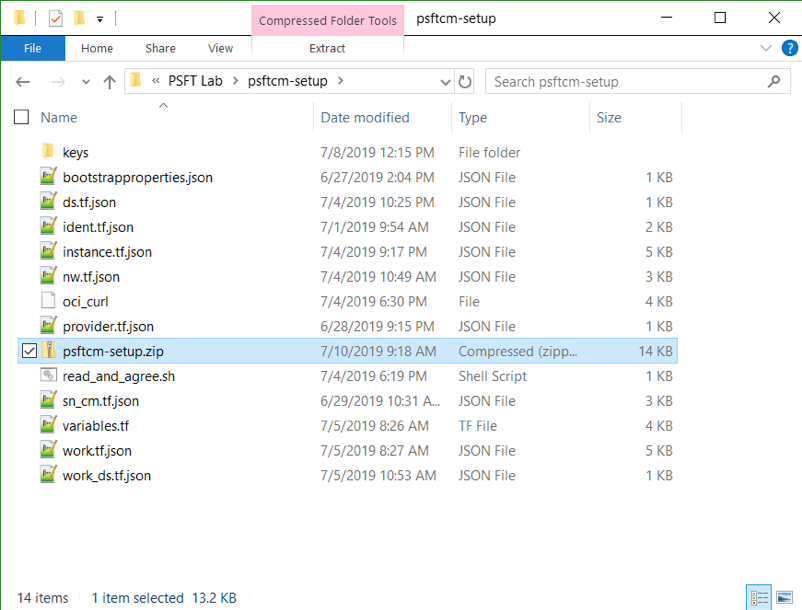 Compressed Folder Tools psftcm-setup
File Home Share View Extract
« PSFT Lab > psftcm-setup > Search psftcm-setup
Name Date modified Type Size
keys 7/8/2019 12:15 PM File folder
bootstrapproperties.json 6/27/2019 2:04 PM JSON File 1 KB
ds.tf.json 7/4/2019 10:25 PM JSON File 1 KB
ident.tf.json 7/1/2019 9:54 AM JSON File 2 KB
instance.tf.json 7/4/2019 9:17 PM JSON File 5 KB
nw.tf.json 7/4/2019 10:49 AM JSON File 3 KB
oci_curl 7/4/2019 6:30 PM File 4 KB
provider.tf.json 6/28/2019 9:15 PM JSON File 1 KB
psftcm-setup.zip 7/10/2019 9:18 AM Compressed (zipp... 14 KB
read_and_agree.sh 7/4/2019 6:19 PM Shell Script 1 KB
sn_cm.tf.json 6/29/2019 10:31 A... JSON File 3 KB
variables.tf 7/5/2019 8:26 AM TF File 4 KB
work.tf.json 7/5/2019 8:27 AM JSON File 5 KB
work_ds.tf.json 7/5/2019 10:53 AM JSON File 1 KB
14 items 1 item selected 13.2 KB